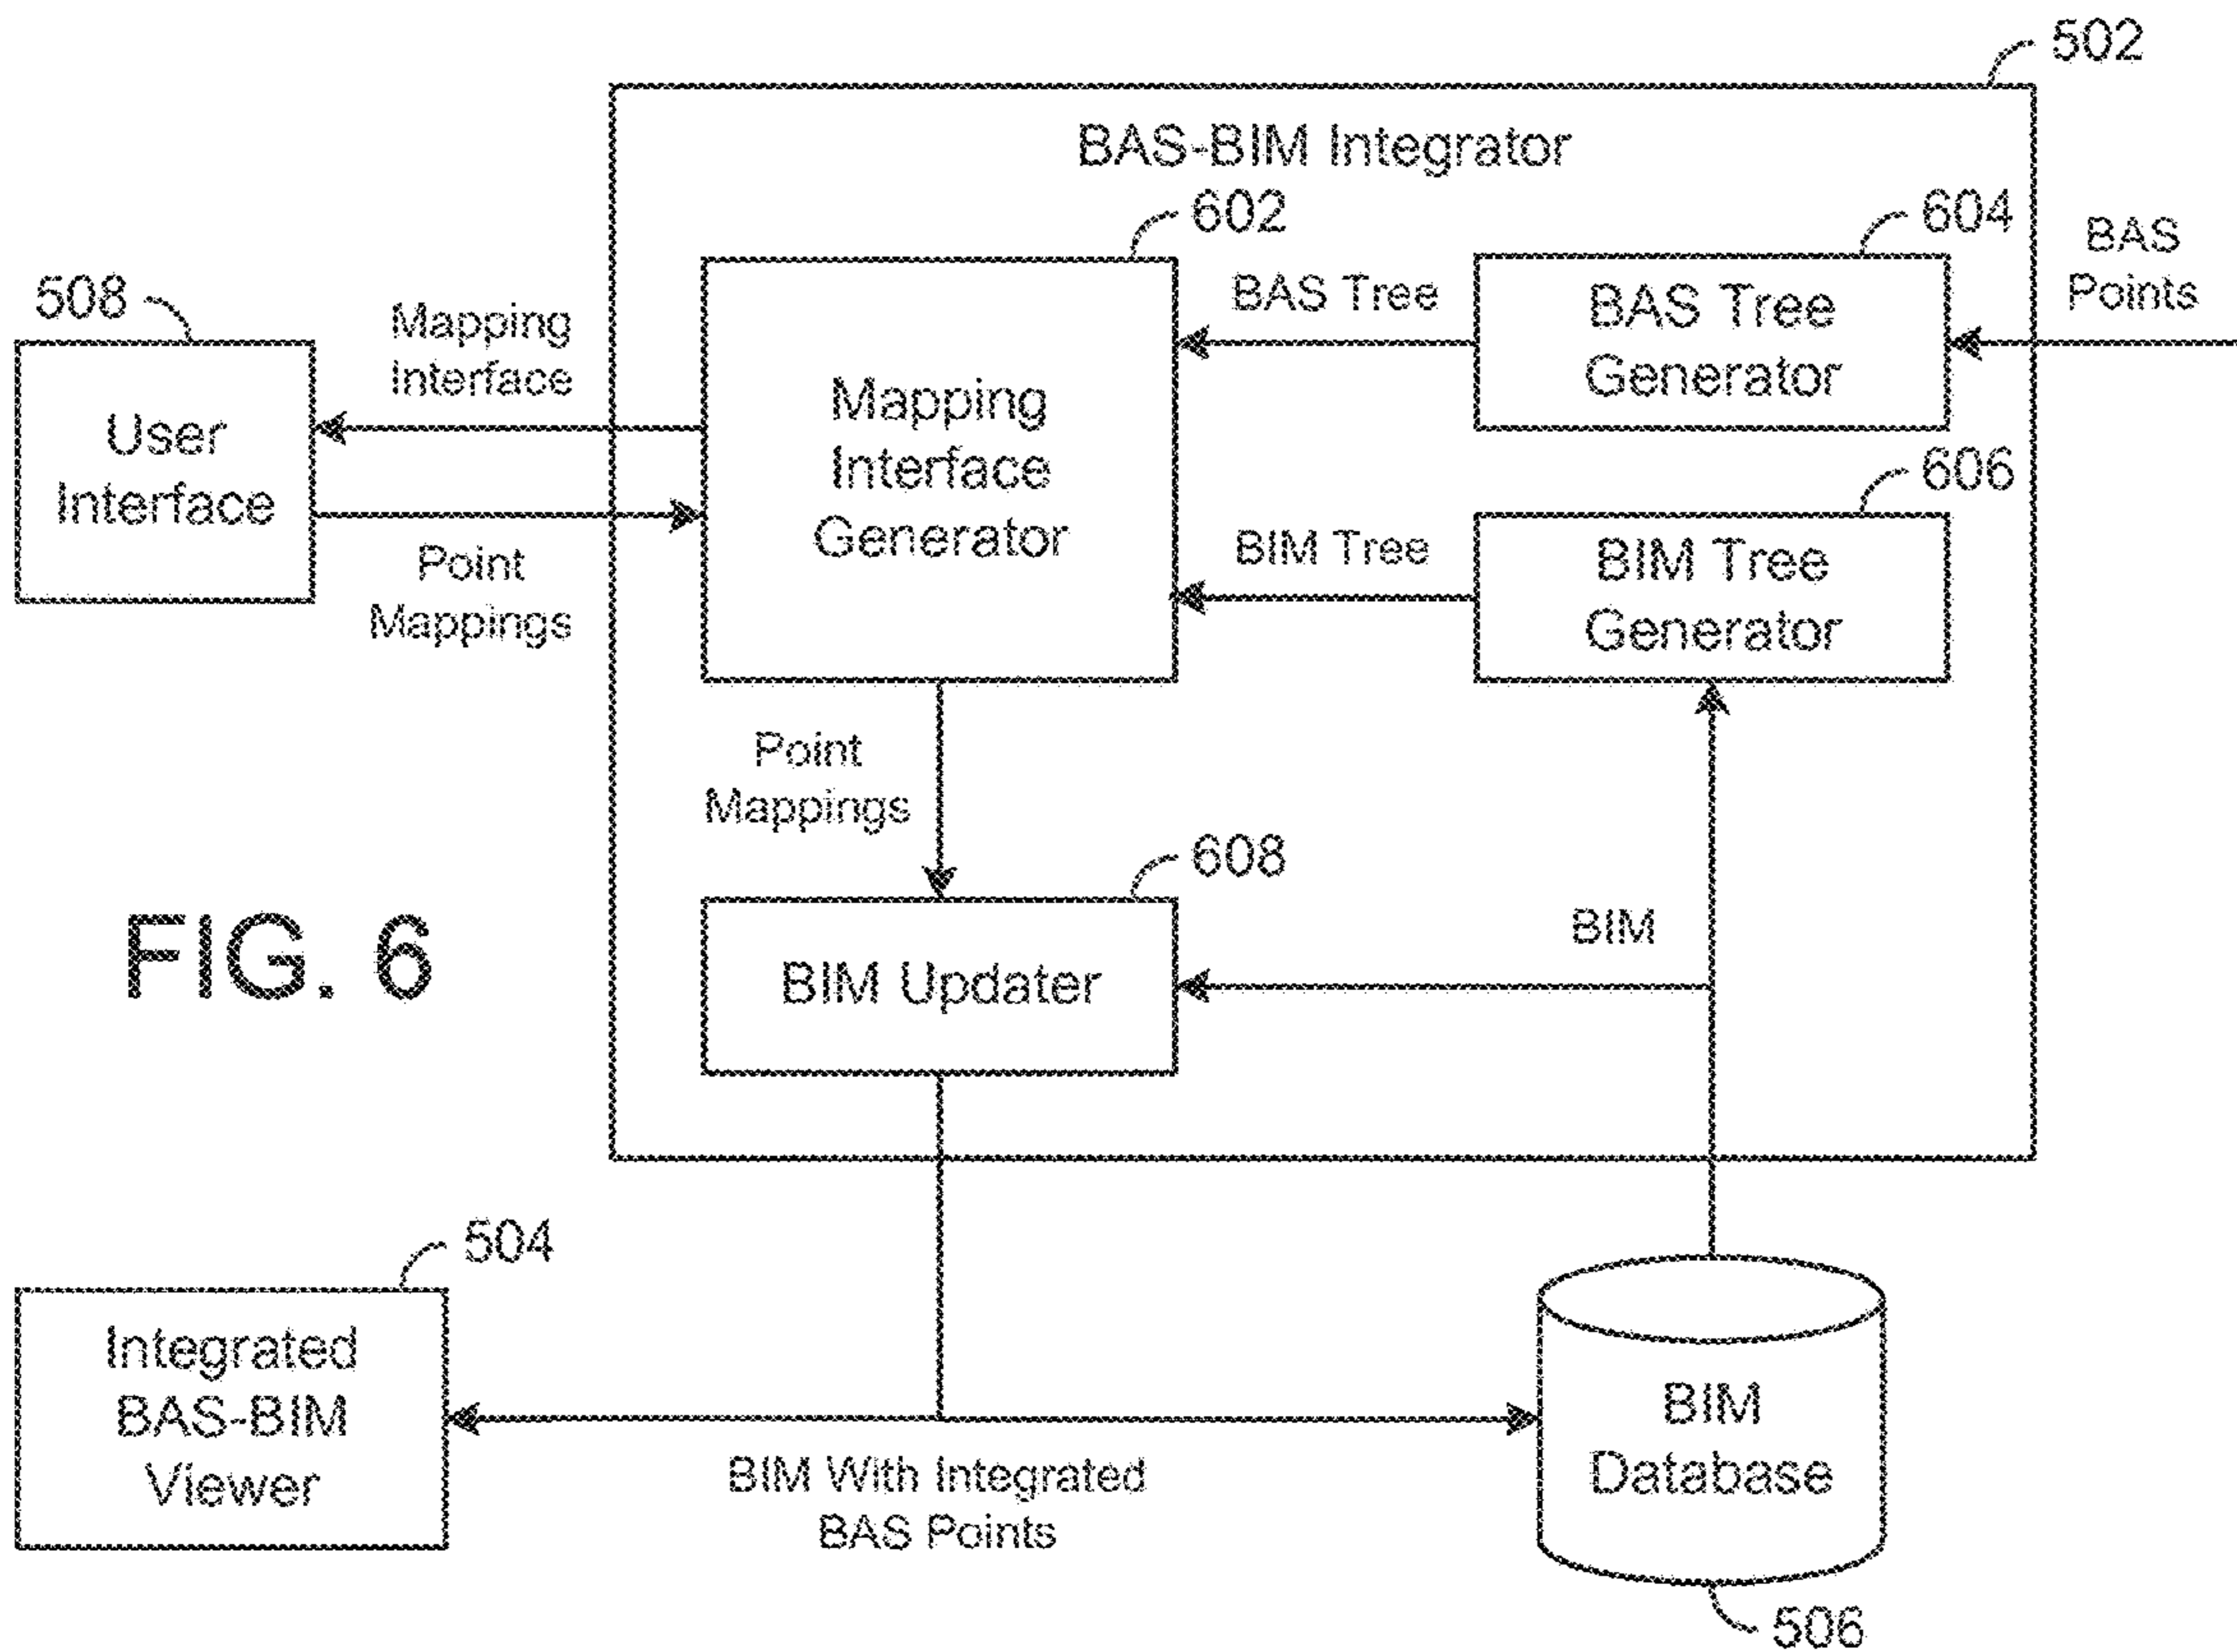 502
BAS-BIM Integrator
602
604
BAS
Points
508
Mapping
Interface
BAS Tree
BAS Tree
Generator
User
Interface
Mapping
Interface
Generator
606
Point
Mappings
BIM Tree
BIM Tree
Generator
Point
Mappings
608
BIM
FIG. 6
BIM Updater
504
Integrated
BAS-BIM
Viewer
BIM With Integrated
BAS Points
BIM
Database
506